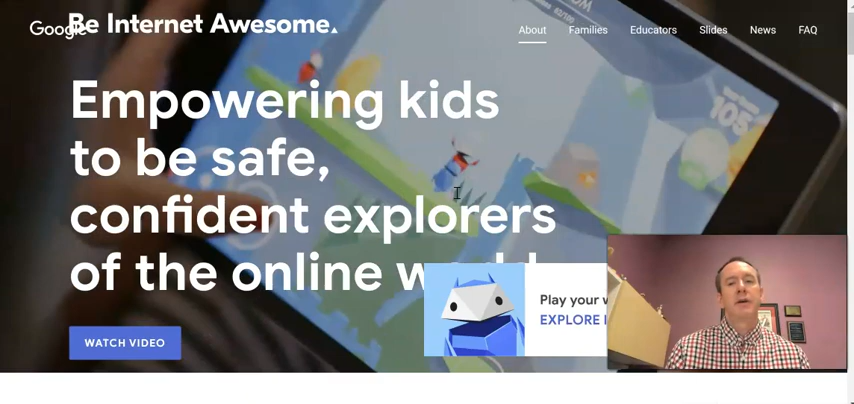 Google
Be Internet Awesome.
About Families Educators Slides News FAQ
105
Empowering kids
to be safe,
confident explorers
of the online
Play your
EXPLORE
WATCH VIDEO